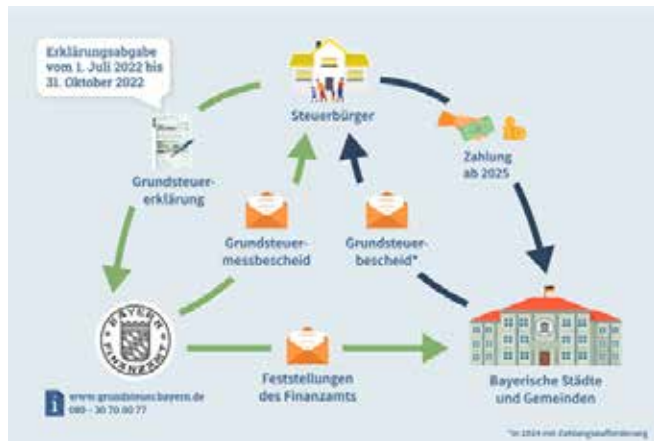 Erklärungsabgabe
vom 1. Juli 2022 bis
31. Oktober 2022
Steuerbürger
Grundsteuer-
erklärung
Zahlung
ab 2025
Grundsteuer-
messbescheid
Grundsteuer-
bescheid*
BAYERN
FINANZAMT
Feststellungen
des Finanzamts
Bayerische Städte
und Gemeinden
www.grundsteuer.bayern.de
089 - 30 70 00 77
*in 2024 mit Zahlungsaufforderung